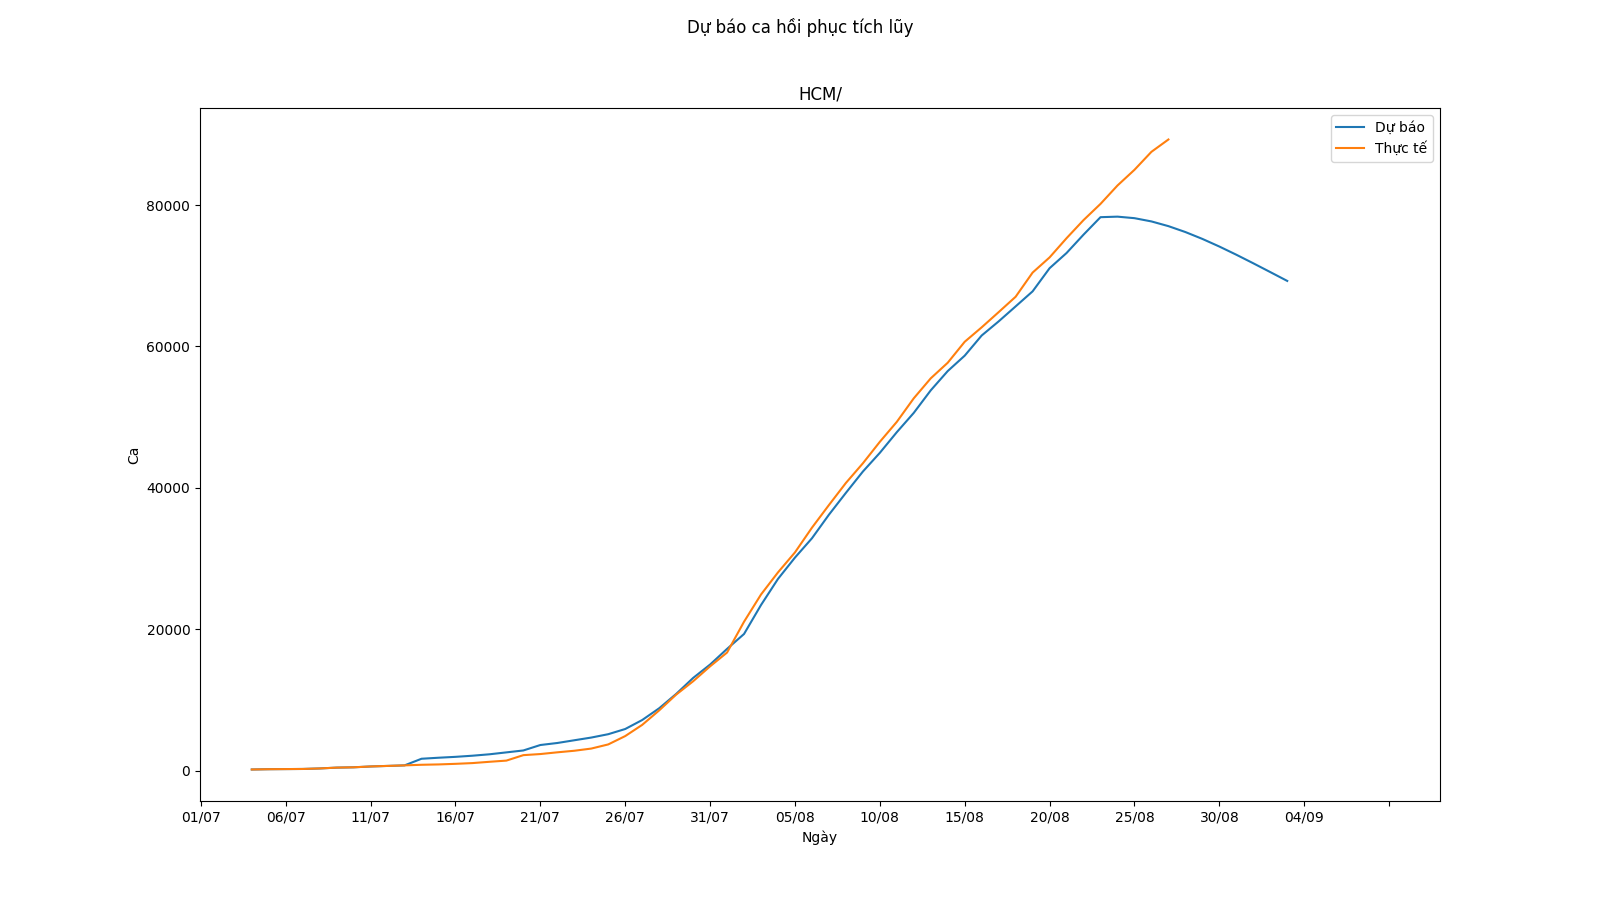 Dự báo ca hồi phục tích lũy
HCM/
Dự báo
Thực tế
80000
60000
40000
20000
0
Ca
01/07 06/07 11/07 16/07 21/07 26/07 31/07 05/08 10/08 15/08 20/08 25/08 30/08 04/09
Ngày